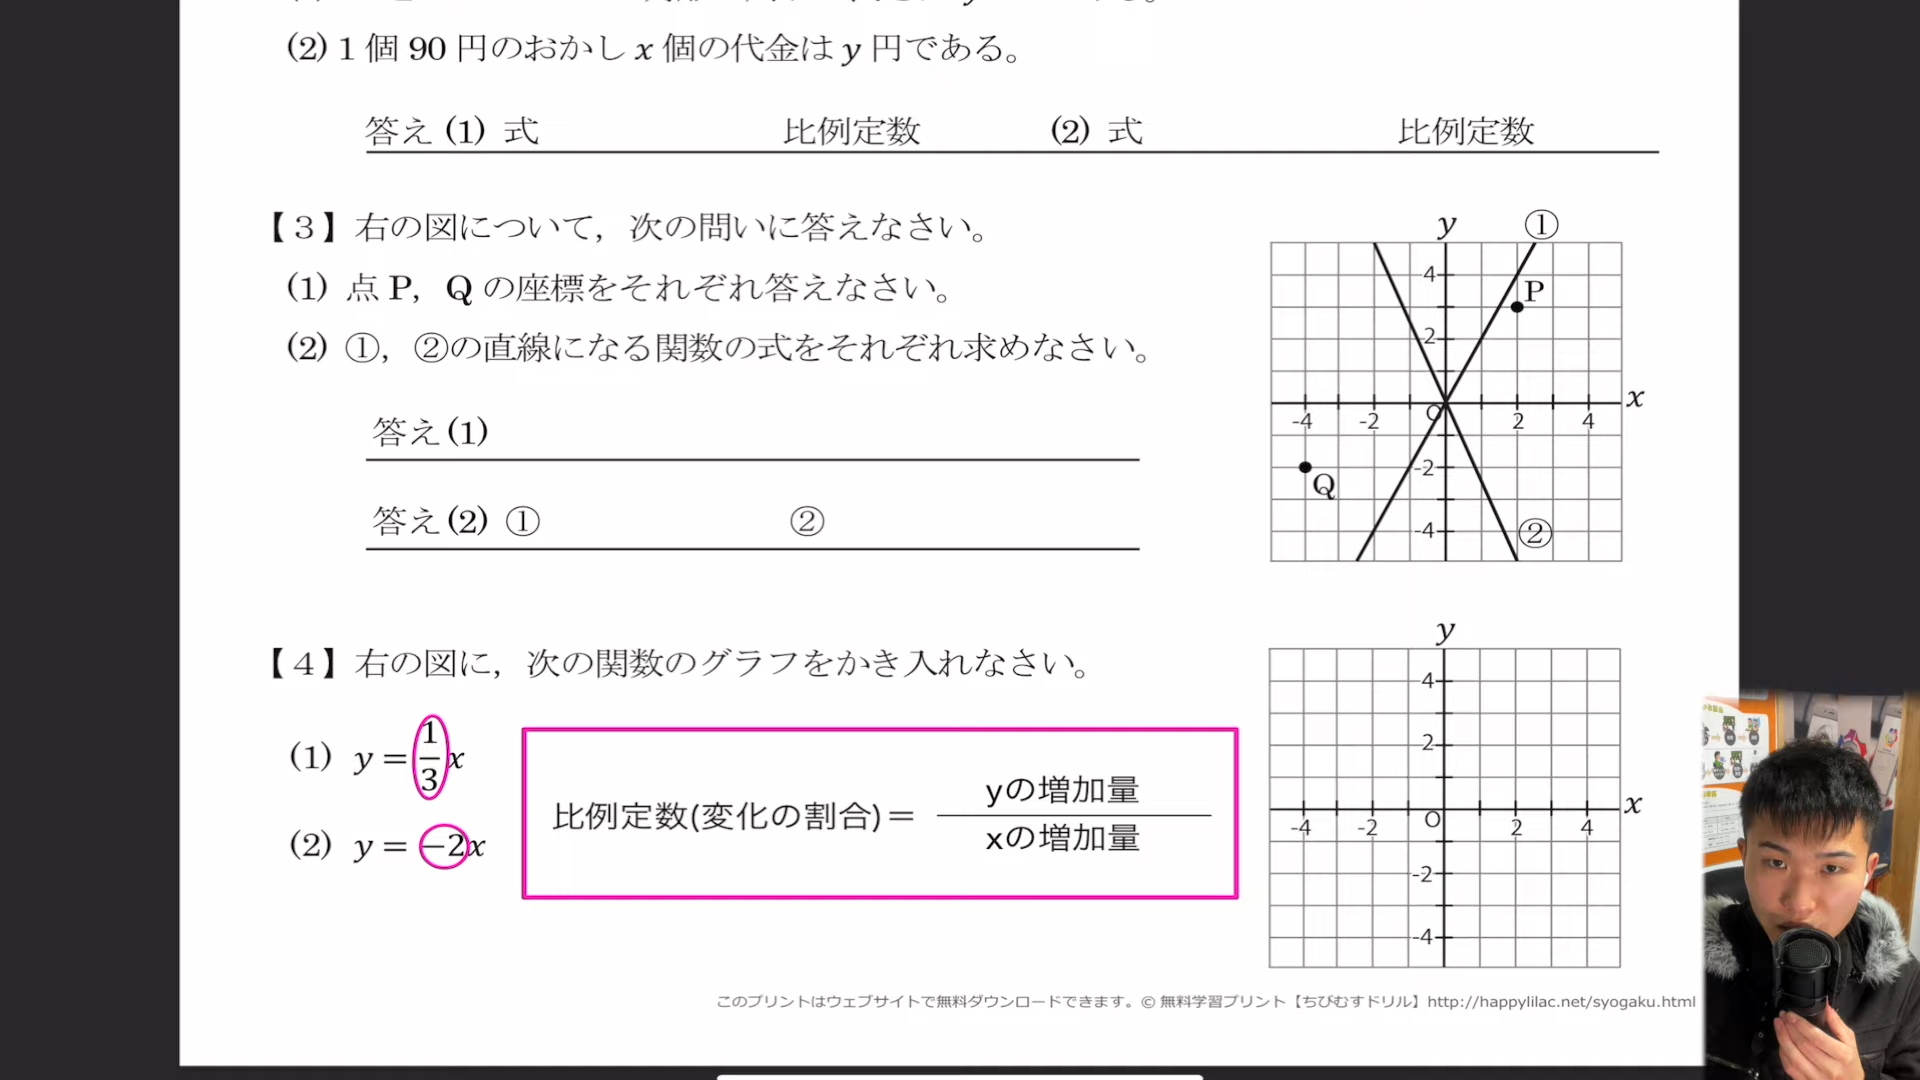 (2) 1個90円のおかしx個の代金はy円である。
答え (1) 式 比例定数 (2) 式 比例定数
【3】右の図について，次の問いに答えなさい。
(1) 点P，Qの座標をそれぞれ答えなさい。
(2) ①，②の直線になる関数の式をそれぞれ求めなさい。
答え(1)
答え(2) ① ②
y ①
4
P
2
x
-4 -2 O 2 4
-2
Q
-4
②
【4】右の図に，次の関数のグラフをかき入れなさい。
(1) y = 1/3 x
(2) y = −2x
比例定数(変化の割合) = yの増加量 / xの増加量
y
4
2
x
-4 -2 O 2 4
-2
-4
このプリントはウェブサイトで無料ダウンロードできます。© 無料学習プリント【ちびむすドリル】http://happylilac.net/syogaku.html